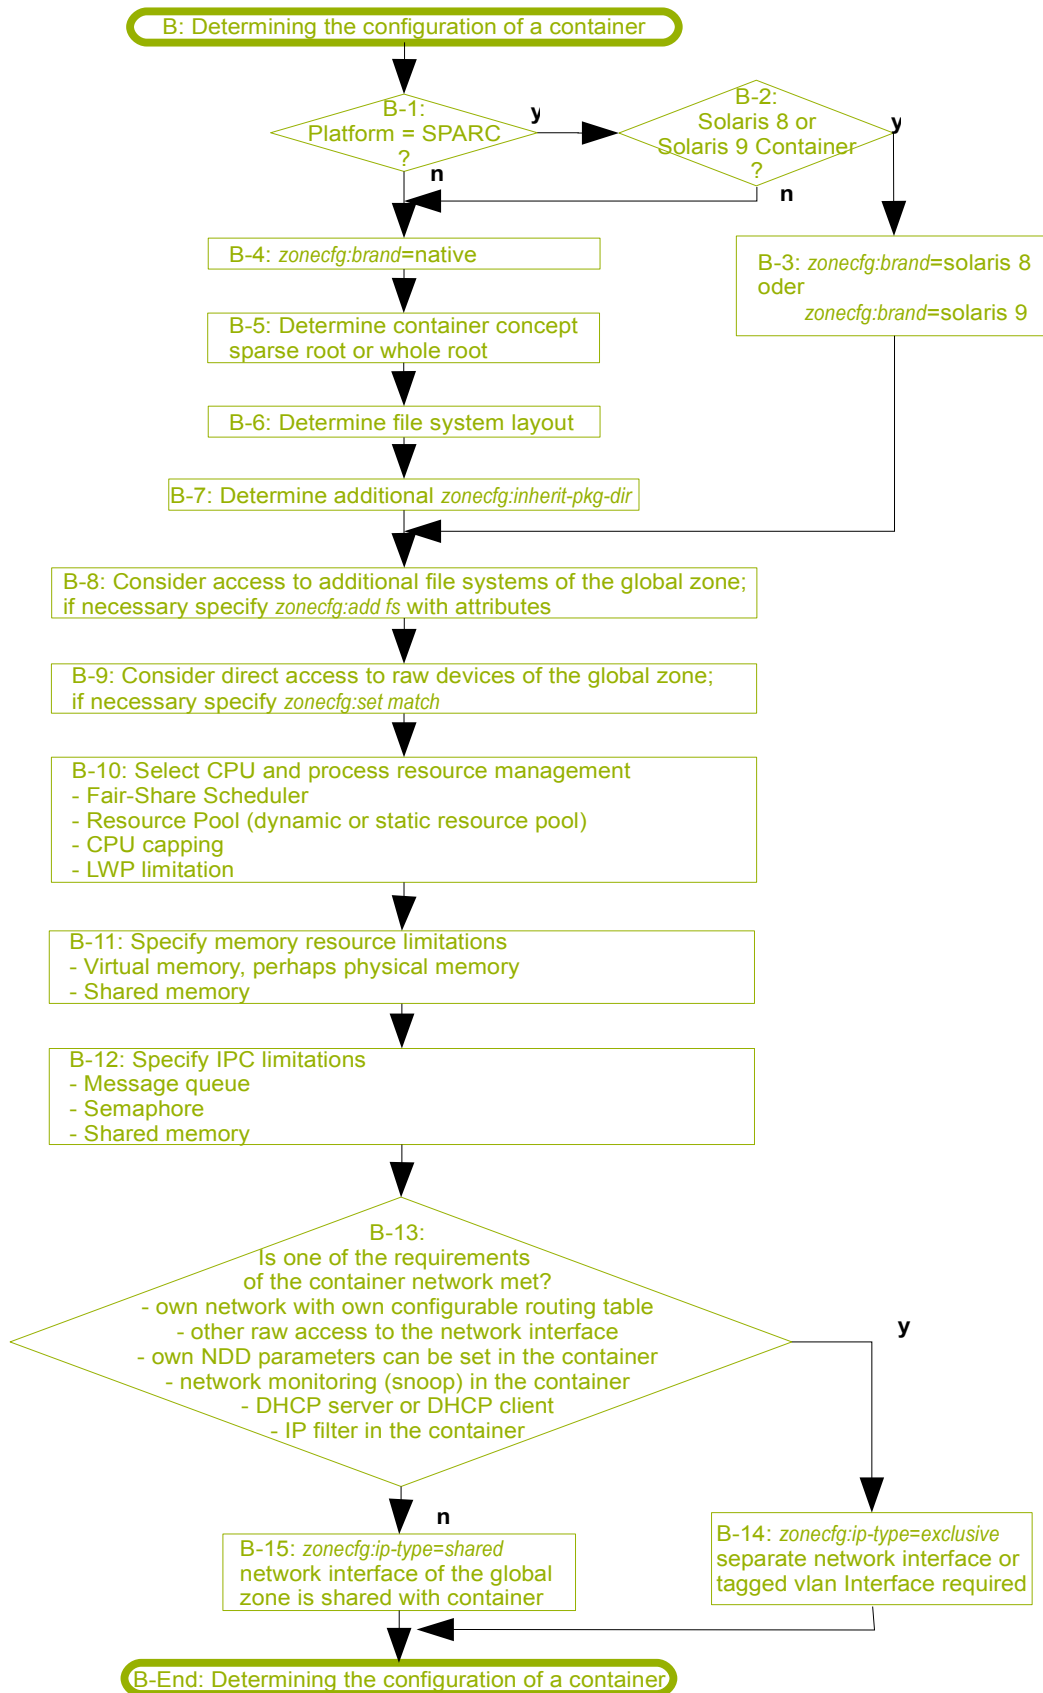 B: Determining the configuration of a container
B-1:
Platform = SPARC
?
y
n
B-2:
Solaris 8 or
Solaris 9 Container
?
y
n
B-3: zonecfg:brand=solaris 8
oder
zonecfg:brand=solaris 9
B-4: zonecfg:brand=native
B-5: Determine container concept
sparse root or whole root
B-6: Determine file system layout
B-7: Determine additional zonecfg:inherit-pkg-dir
B-8: Consider access to additional file systems of the global zone;
if necessary specify zonecfg:add fs with attributes
B-9: Consider direct access to raw devices of the global zone;
if necessary specify zonecfg:set match
B-10: Select CPU and process resource management
- Fair-Share Scheduler
- Resource Pool (dynamic or static resource pool)
- CPU capping
- LWP limitation
B-11: Specify memory resource limitations
- Virtual memory, perhaps physical memory
- Shared memory
B-12: Specify IPC limitations
- Message queue
- Semaphore
- Shared memory
B-13:
Is one of the requirements
of the container network met?
- own network with own configurable routing table
- other raw access to the network interface
- own NDD parameters can be set in the container
- network monitoring (snoop) in the container
- DHCP server or DHCP client
- IP filter in the container
y
n
B-14: zonecfg:ip-type=exclusive
separate network interface or
tagged vlan Interface required
B-15: zonecfg:ip-type=shared
network interface of the global
zone is shared with container
B-End: Determining the configuration of a container